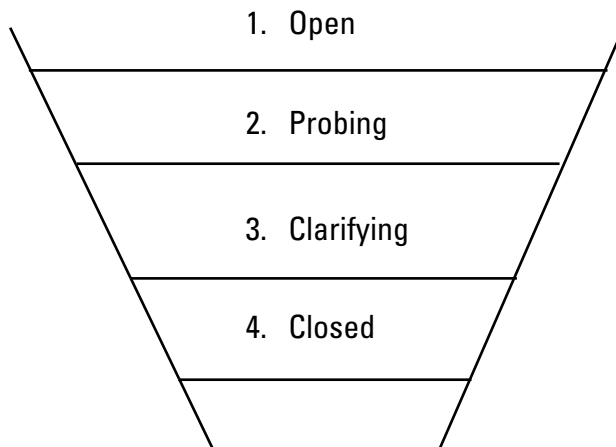 1. Open
2. Probing
3. Clarifying
4. Closed